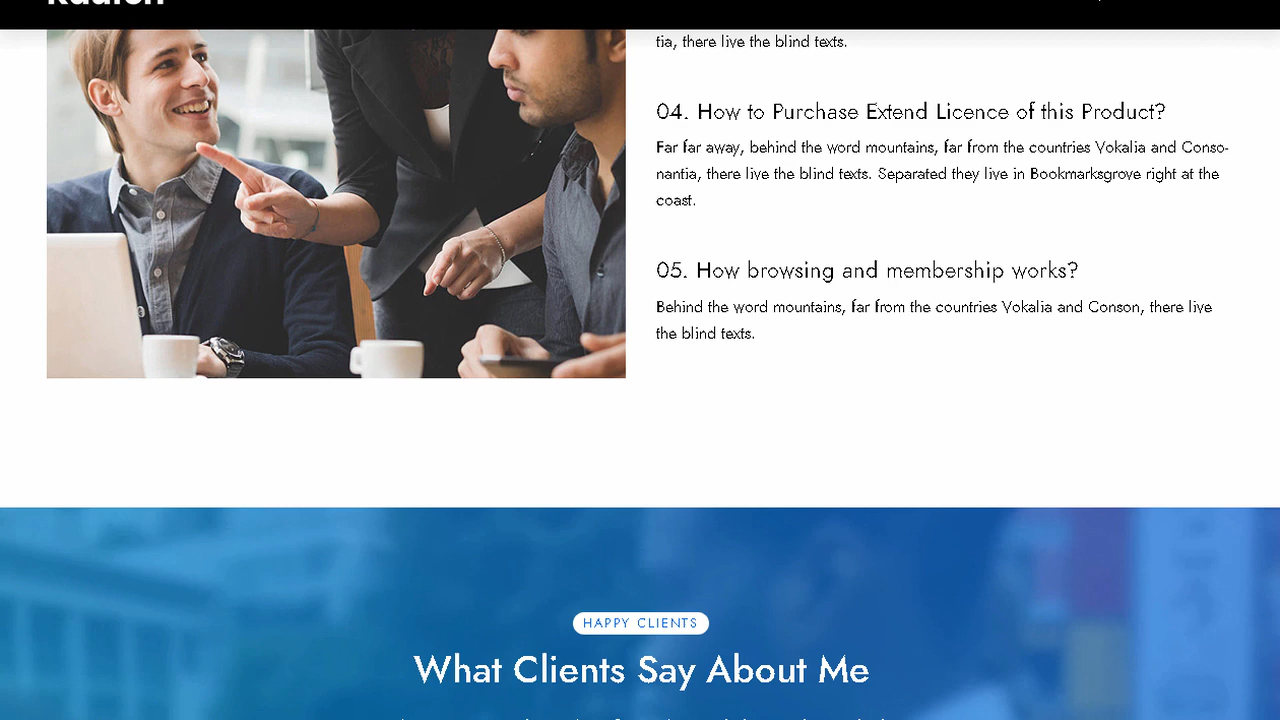 tia, there live the blind texts.
04. How to Purchase Extend Licence of this Product?
Far far away, behind the word mountains, far from the countries Vokalia and Conso-
nantia, there live the blind texts. Separated they live in Bookmarksgrove right at the
coast.
05. How browsing and membership works?
Behind the word mountains, far from the countries Vokalia and Conson, there live
the blind texts.
HAPPY CLIENTS
What Clients Say About Me